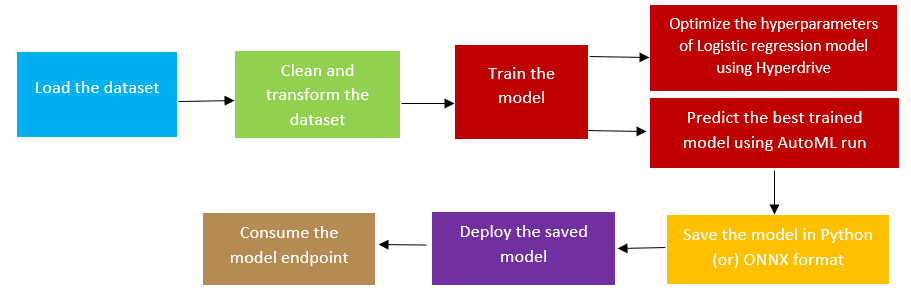 Load the dataset
Clean and
transform the
dataset
Train the
model
Optimize the hyperparameters
of Logistic regression model
using Hyperdrive
Predict the best trained
model using AutoML run
Save the model in Python
(or) ONNX format
Deploy the saved
model
Consume the
model endpoint